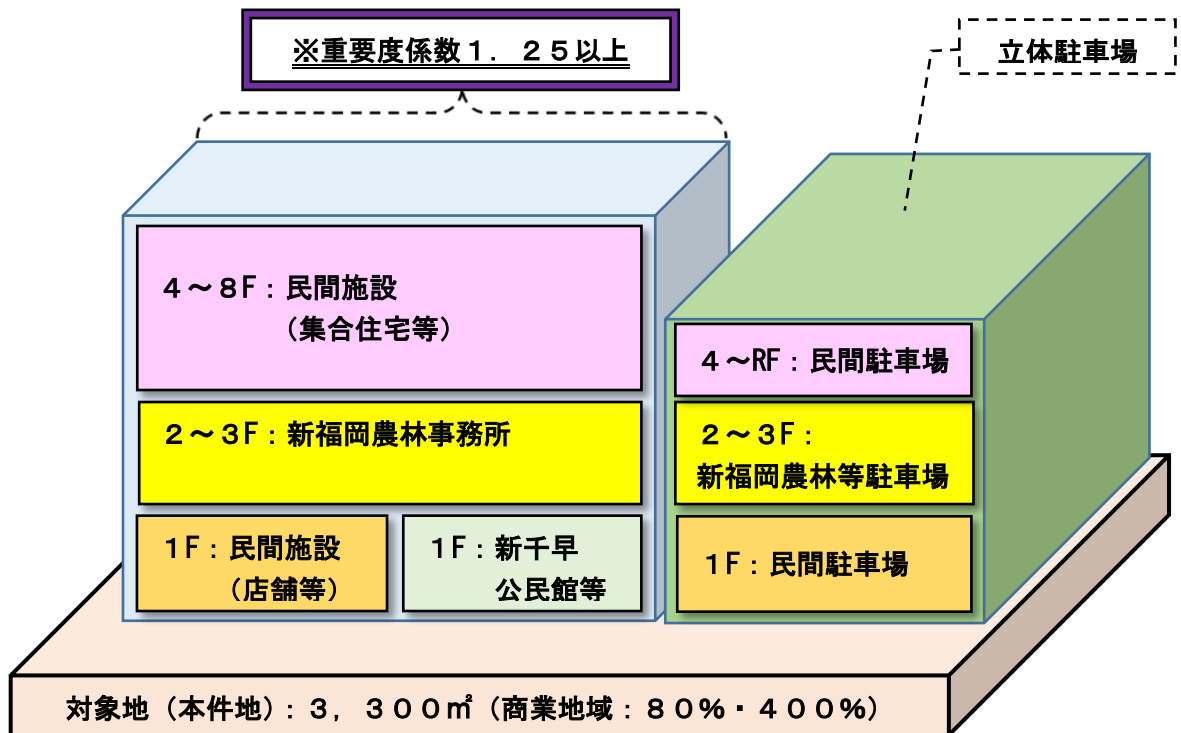 ※重要度係数１．２５以上
立体駐車場
４～８F：民間施設
（集合住宅等）
２～３F：新福岡農林事務所
１F：民間施設
（店舗等）
１F：新千早
公民館等
４～RF：民間駐車場
２～３F：
新福岡農林等駐車場
１F：民間駐車場
対象地（本件地）：３，３００㎡（商業地域：８０%・４００%）